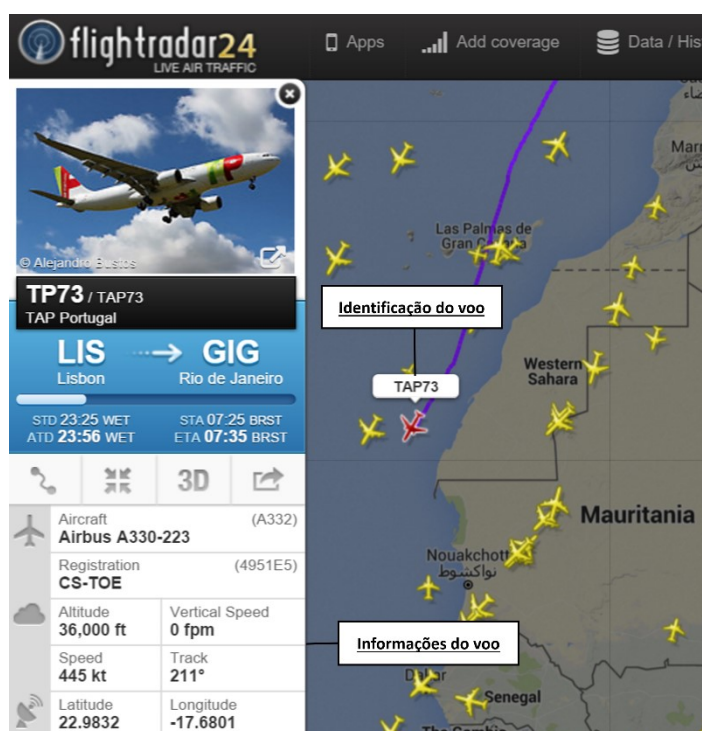 flightradar24
LIVE AIR TRAFFIC
Apps
Add coverage
Data / His
© Alejandro Bustos
TP73 / TAP73
TAP Portugal
LIS
GIG
Lisbon
Rio de Janeiro
STD 23:25 WET
STA 07:25 BRST
ATD 23:56 WET
ETA 07:35 BRST
3D
Aircraft
(A332)
Airbus A330-223
Registration
(4951E5)
CS-TOE
Altitude
Vertical Speed
36,000 ft
0 fpm
Speed
Track
445 kt
211°
Latitude
Longitude
22.9832
-17.6801
Las Palmas de
Gran Canaria
Identificação do voo
TAP73
Western
Sahara
Mauritania
Nouakchott
نواكشوط
Informações do voo
Dakar
Senegal
The Gambia